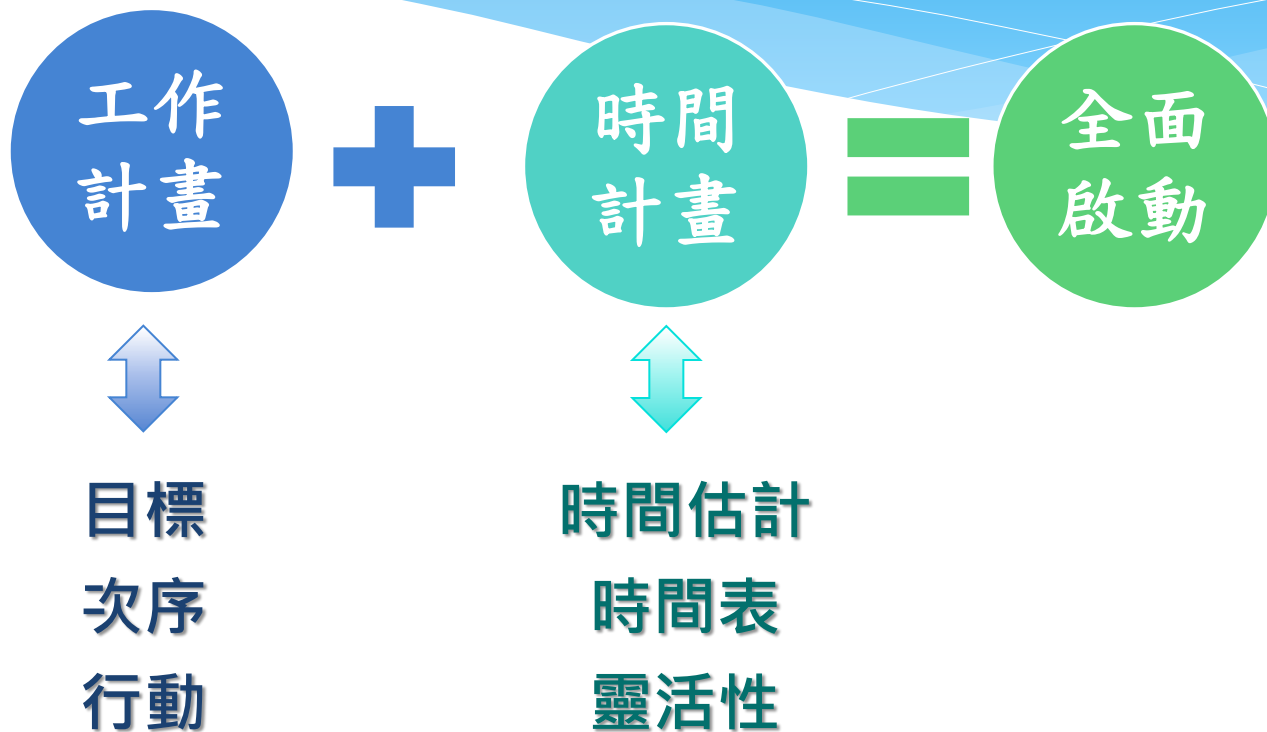 工作
計畫
時間
計畫
全面
啟動
目標
次序
行動
時間估計
時間表
靈活性